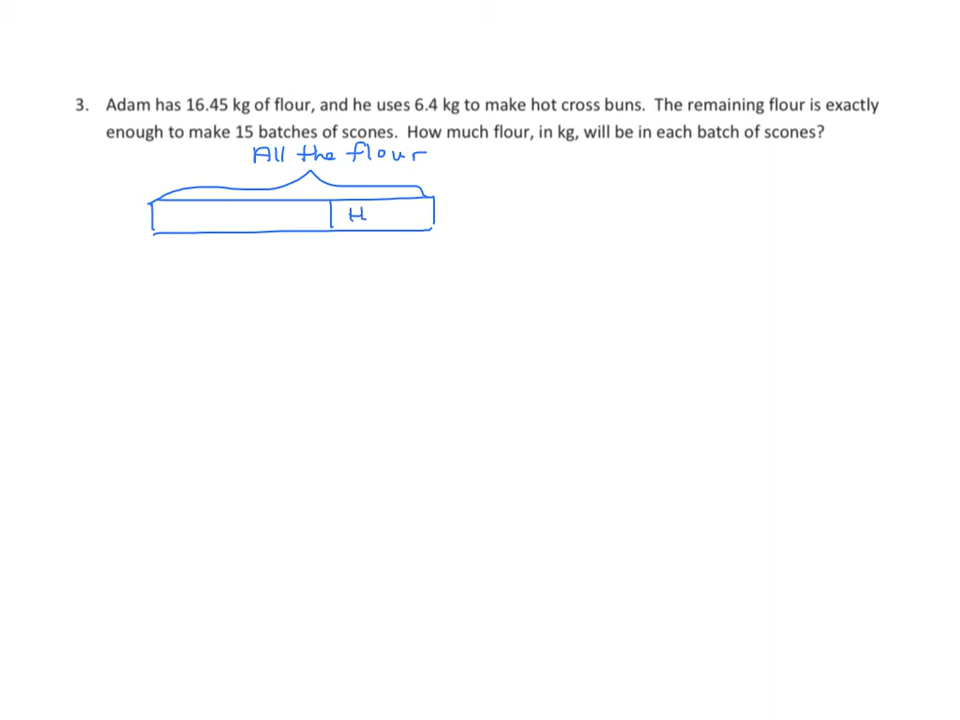 3. Adam has 16.45 kg of flour, and he uses 6.4 kg to make hot cross buns. The remaining flour is exactly
enough to make 15 batches of scones. How much flour, in kg, will be in each batch of scones?
All the flour
H